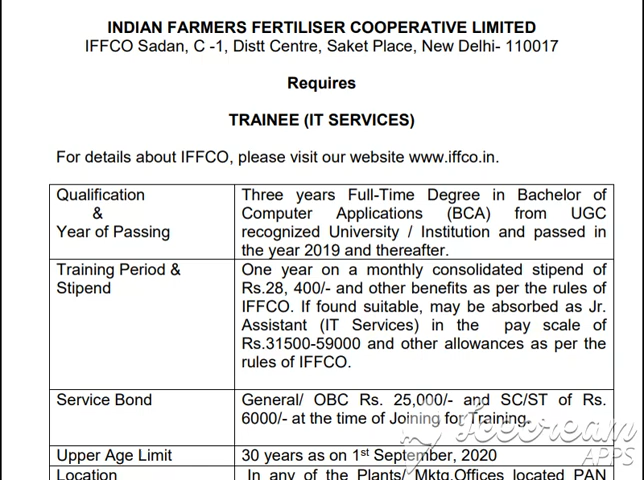 INDIAN FARMERS FERTILISER COOPERATIVE LIMITED
IFFCO Sadan, C -1, Distt Centre, Saket Place, New Delhi- 110017
Requires
TRAINEE (IT SERVICES)
For details about IFFCO, please visit our website www.iffco.in.
Qualification
&
Year of Passing
Three years Full-Time Degree in Bachelor of
Computer Applications (BCA) from UGC
recognized University / Institution and passed in
the year 2019 and thereafter.
Training Period &
Stipend
One year on a monthly consolidated stipend of
Rs.28, 400/- and other benefits as per the rules of
IFFCO. If found suitable, may be absorbed as Jr.
Assistant (IT Services) in the pay scale of
Rs.31500-59000 and other allowances as per the
rules of IFFCO.
Service Bond
General/ OBC Rs. 25,000/- and SC/ST of Rs.
6000/- at the time of Joining for Training.
Upper Age Limit
30 years as on 1st September, 2020
Location
In any of the Plants/ Mktg.Offices located PAN
Icecream
APPS